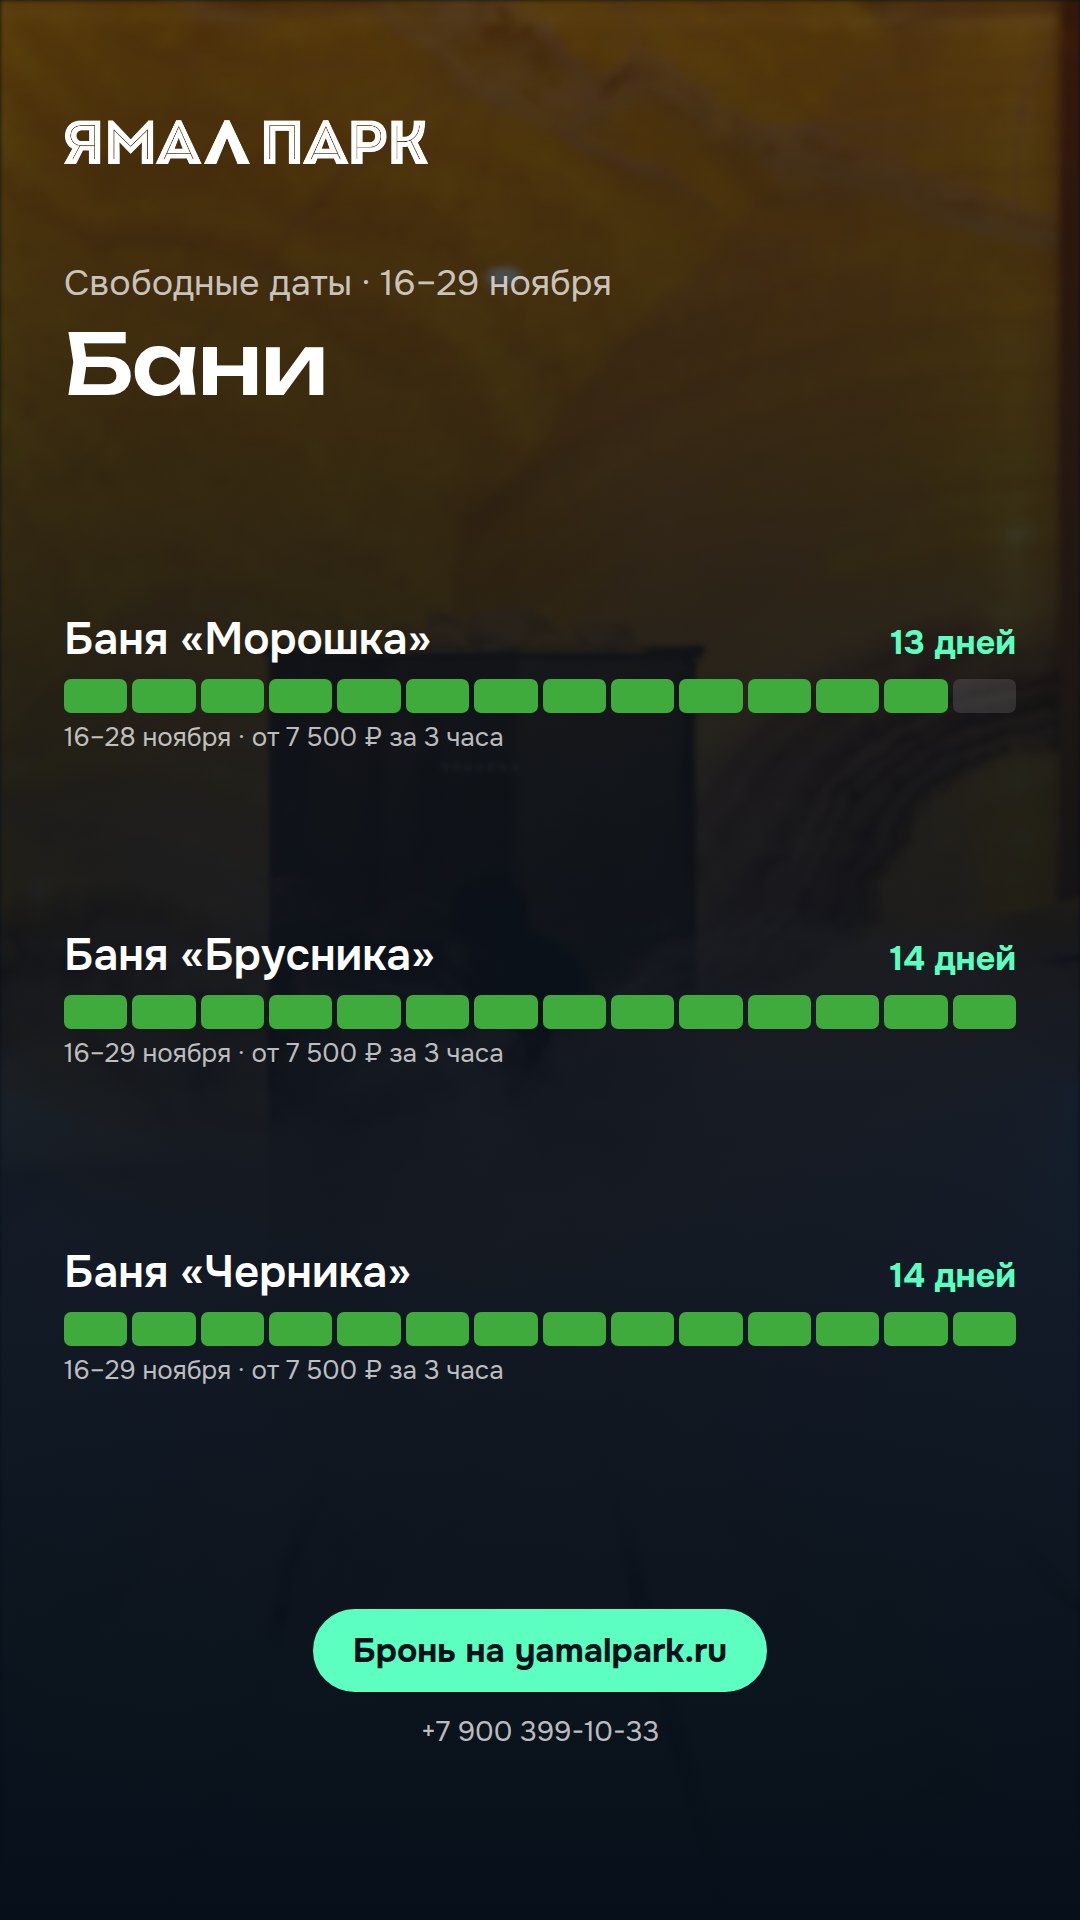 ЯМАЛ ПАРК
Свободные даты · 16–29 ноября
Бани
Баня «Морошка»
13 дней
16–28 ноября · от 7 500 ₽ за 3 часа
Баня «Брусника»
14 дней
16–29 ноября · от 7 500 ₽ за 3 часа
Баня «Черника»
14 дней
16–29 ноября · от 7 500 ₽ за 3 часа
Бронь на yamalpark.ru
+7 900 399-10-33